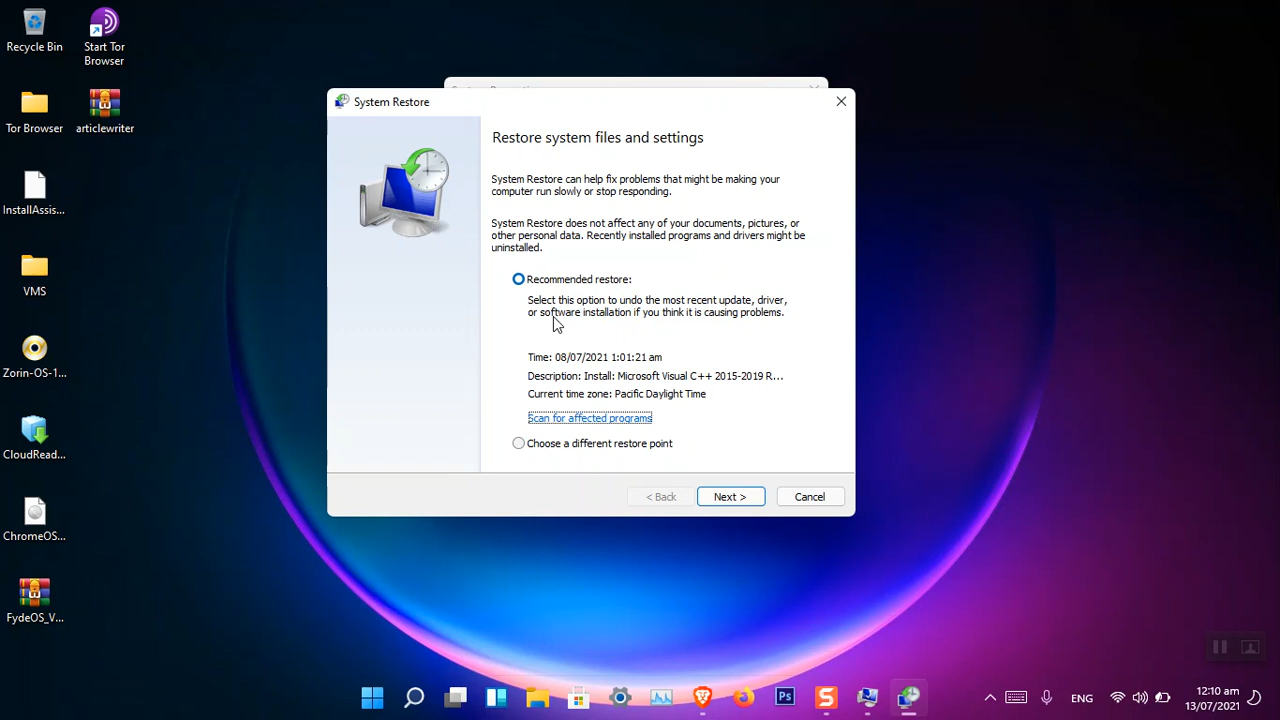 Recycle Bin
Start Tor
Browser
Tor Browser
articlewriter
InstallAssis...
VMS
Zorin-OS-1...
CloudRead...
ChromeOS...
FydeOS_V...
System Restore
Restore system files and settings
System Restore can help fix problems that might be making your
computer run slowly or stop responding.
System Restore does not affect any of your documents, pictures, or
other personal data. Recently installed programs and drivers might be
uninstalled.
Recommended restore:
Select this option to undo the most recent update, driver,
or software installation if you think it is causing problems.
Time: 08/07/2021 1:01:21 am
Description: Install: Microsoft Visual C++ 2015-2019 R...
Current time zone: Pacific Daylight Time
Scan for affected programs
Choose a different restore point
< Back
Next >
Cancel
Ps
S
ENG
12:10 am
13/07/2021